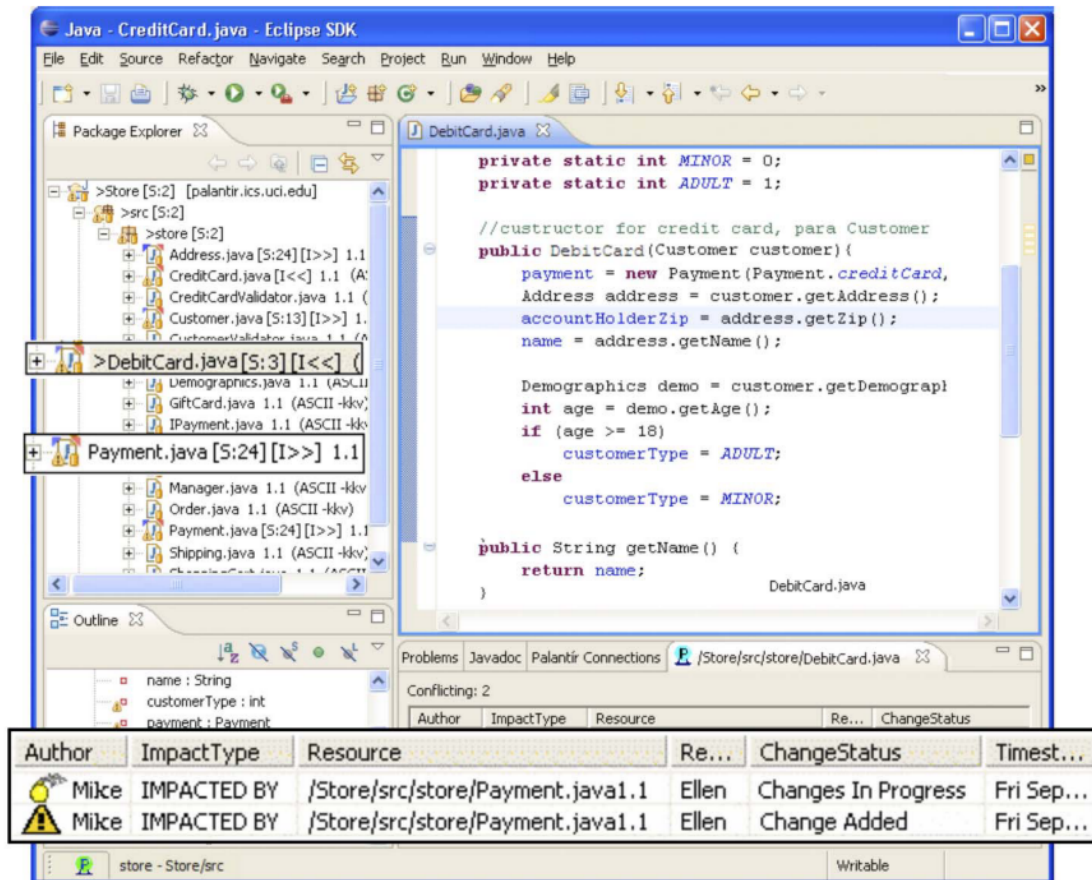 Java - CreditCard.java - Eclipse SDK
File Edit Source Refactor Navigate Search Project Run Window Help
»
Package Explorer
>Store [S:2] [palantir.ics.uci.edu]
>src [S:2]
>store [S:2]
Address.java [S:24][I>>] 1.1
CreditCard.java [I<<] 1.1 (A
CreditCardValidator.java 1.1 (
Customer.java [S:13][I>>] 1.
CustomerValidator.java 1.1 (A
>DebitCard.java[S:3][I<<] (
Demographics.java 1.1 (ASCII
GiftCard.java 1.1 (ASCII -kkv)
IPayment.java 1.1 (ASCII -kkv
Payment.java [S:24][I>>] 1.1
Manager.java 1.1 (ASCII -kkv
Order.java 1.1 (ASCII -kkv)
Payment.java [S:24][I>>] 1.1
Shipping.java 1.1 (ASCII -kkv)
DebitCard.java
private static int MINOR = 0;
private static int ADULT = 1;
//custructor for credit card, para Customer
public DebitCard(Customer customer){
payment = new Payment(Payment.creditCard,
Address address = customer.getAddress();
accountHolderZip = address.getZip();
name = address.getName();
Demographics demo = customer.getDemograph
int age = demo.getAge();
if (age >= 18)
customerType = ADULT;
else
customerType = MINOR;
public String getName() {
return name;
}
DebitCard.java
Outline
name : String
customerType : int
payment : Payment
Problems Javadoc Palantír Connections /Store/src/store/DebitCard.java
Conflicting: 2
Author ImpactType Resource Re... ChangeStatus
Author ImpactType Resource Re... ChangeStatus Timest...
Mike IMPACTED BY /Store/src/store/Payment.java1.1 Ellen Changes In Progress Fri Sep...
Mike IMPACTED BY /Store/src/store/Payment.java1.1 Ellen Change Added Fri Sep...
store - Store/src Writable